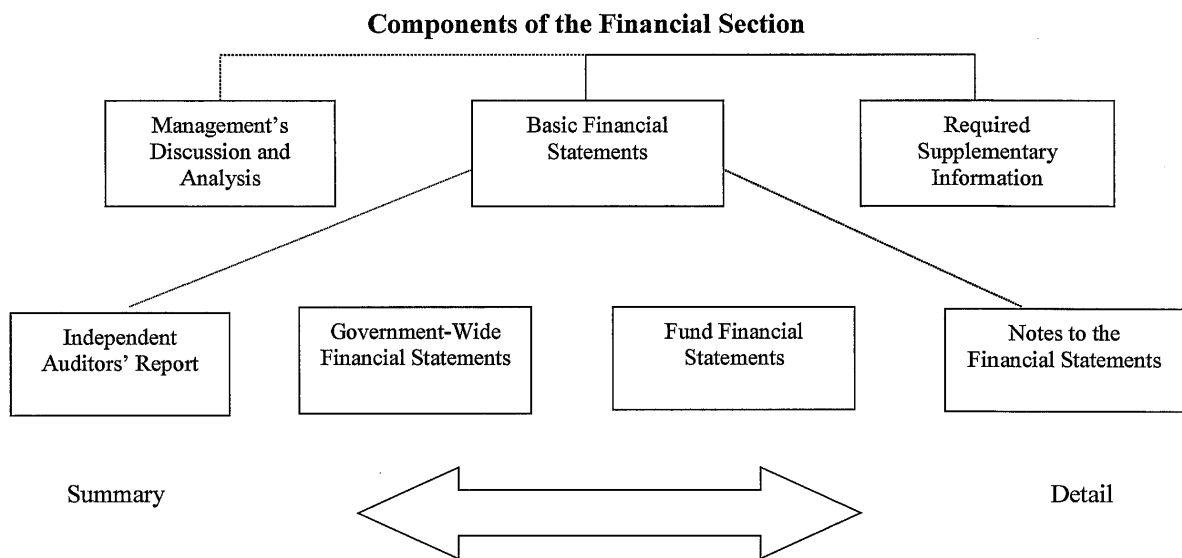 Components of the Financial Section
Management's
Discussion and
Analysis
Basic Financial
Statements
Required
Supplementary
Information
Independent
Auditors' Report
Government-Wide
Financial Statements
Fund Financial
Statements
Notes to the
Financial Statements
Summary
Detail